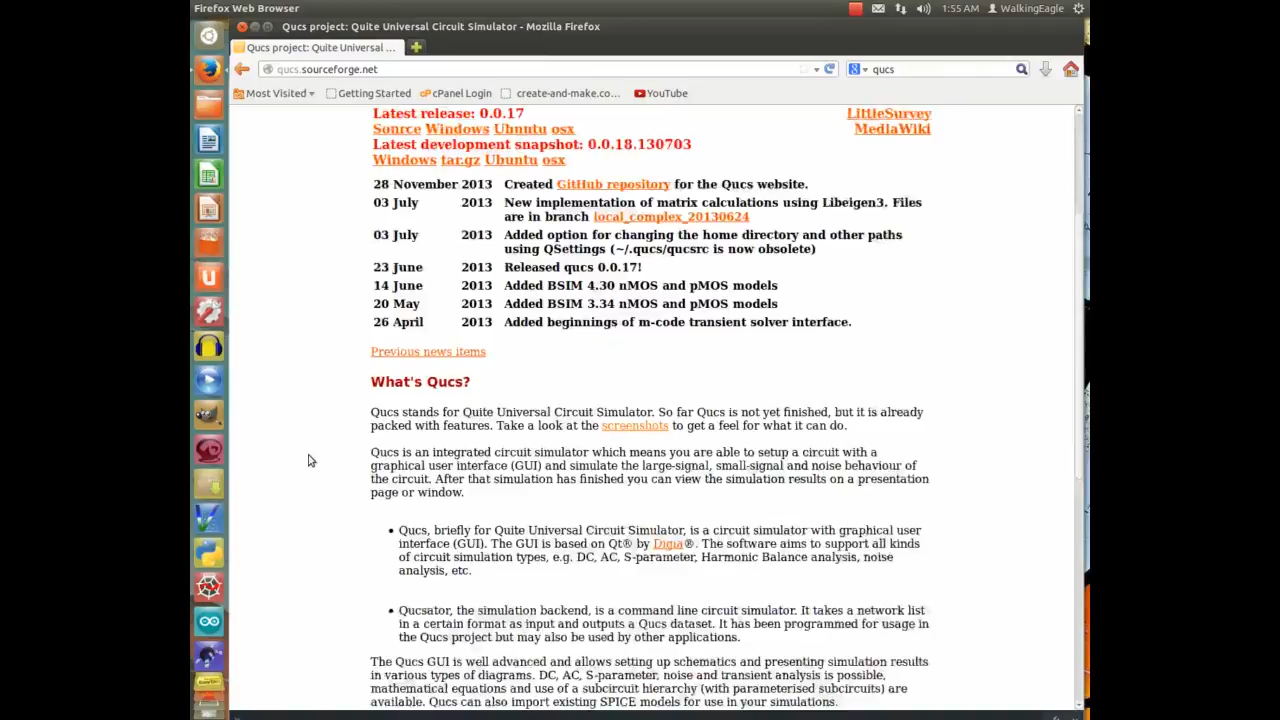 Firefox Web Browser
1:55 AM WalkingEagle
Qucs project: Quite Universal Circuit Simulator - Mozilla Firefox
Qucs project: Quite Universal ...
qucs.sourceforge.net
qucs
Most Visited Getting Started cPanel Login create-and-make.co... YouTube
Latest release: 0.0.17
LittleSurvey
Source Windows Ubuntu osx
MediaWiki
Latest development snapshot: 0.0.18.130703
Windows tar.gz Ubuntu osx
28 November 2013 Created GitHub repository for the Qucs website.
03 July 2013 New implementation of matrix calculations using Libeigen3. Files
are in branch local_complex_20130624
03 July 2013 Added option for changing the home directory and other paths
using QSettings (~/.qucs/qucsrc is now obsolete)
23 June 2013 Released qucs 0.0.17!
14 June 2013 Added BSIM 4.30 nMOS and pMOS models
20 May 2013 Added BSIM 3.34 nMOS and pMOS models
26 April 2013 Added beginnings of m-code transient solver interface.
Previous news items
What's Qucs?
Qucs stands for Quite Universal Circuit Simulator. So far Qucs is not yet finished, but it is already
packed with features. Take a look at the screenshots to get a feel for what it can do.
Qucs is an integrated circuit simulator which means you are able to setup a circuit with a
graphical user interface (GUI) and simulate the large-signal, small-signal and noise behaviour of
the circuit. After that simulation has finished you can view the simulation results on a presentation
page or window.
• Qucs, briefly for Quite Universal Circuit Simulator, is a circuit simulator with graphical user
interface (GUI). The GUI is based on Qt® by Digia®. The software aims to support all kinds
of circuit simulation types, e.g. DC, AC, S-parameter, Harmonic Balance analysis, noise
analysis, etc.
• Qucsator, the simulation backend, is a command line circuit simulator. It takes a network list
in a certain format as input and outputs a Qucs dataset. It has been programmed for usage in
the Qucs project but may also be used by other applications.
The Qucs GUI is well advanced and allows setting up schematics and presenting simulation results
in various types of diagrams. DC, AC, S-parameter, noise and transient analysis is possible,
mathematical equations and use of a subcircuit hierarchy (with parameterised subcircuits) are
available. Qucs can also import existing SPICE models for use in your simulations.